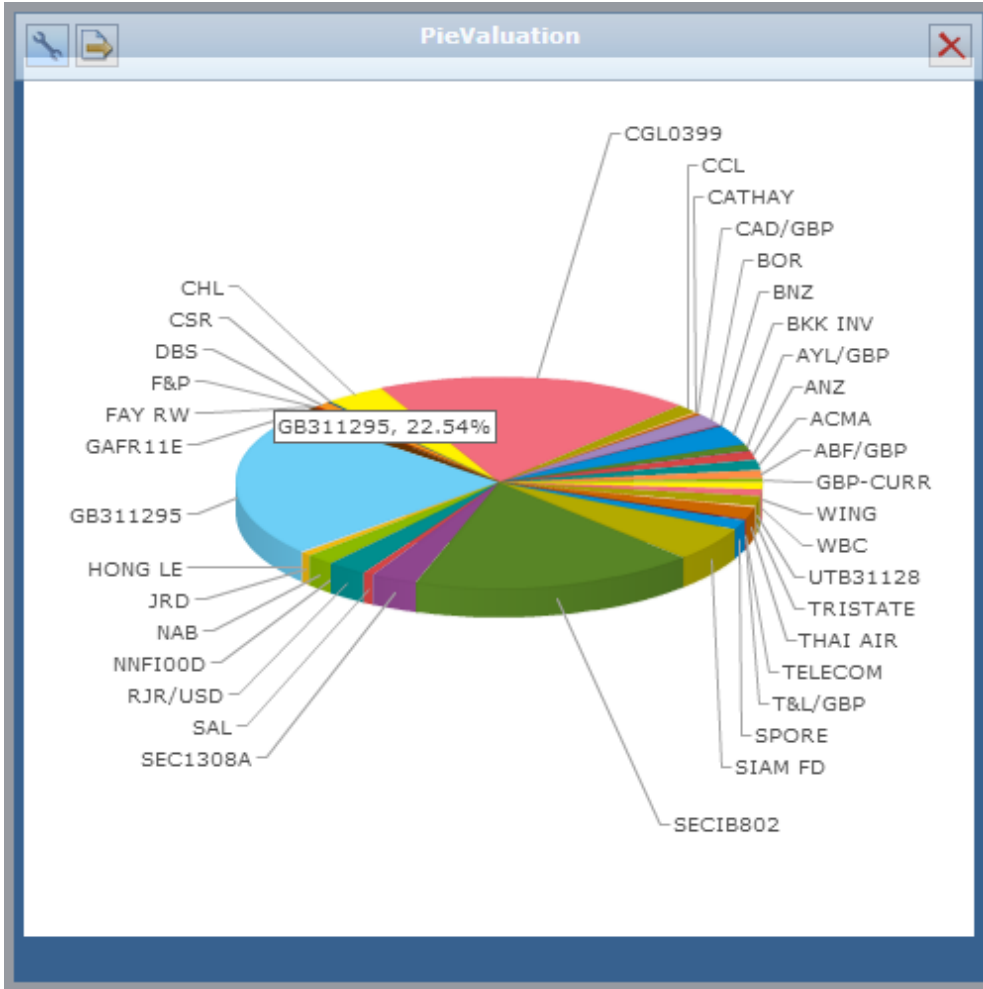 PieValuation
CGL0399
CCL
CATHAY
CAD/GBP
BOR
BNZ
BKK INV
AYL/GBP
ANZ
ACMA
ABF/GBP
GBP-CURR
WING
WBC
UTB31128
TRISTATE
THAI AIR
TELECOM
T&L/GBP
SPORE
SIAM FD
SECIB802
CHL
CSR
DBS
F&P
FAY RW
GAFR11E
GB311295, 22.54%
GB311295
HONG LE
JRD
NAB
NNFI00D
RJR/USD
SAL
SEC1308A